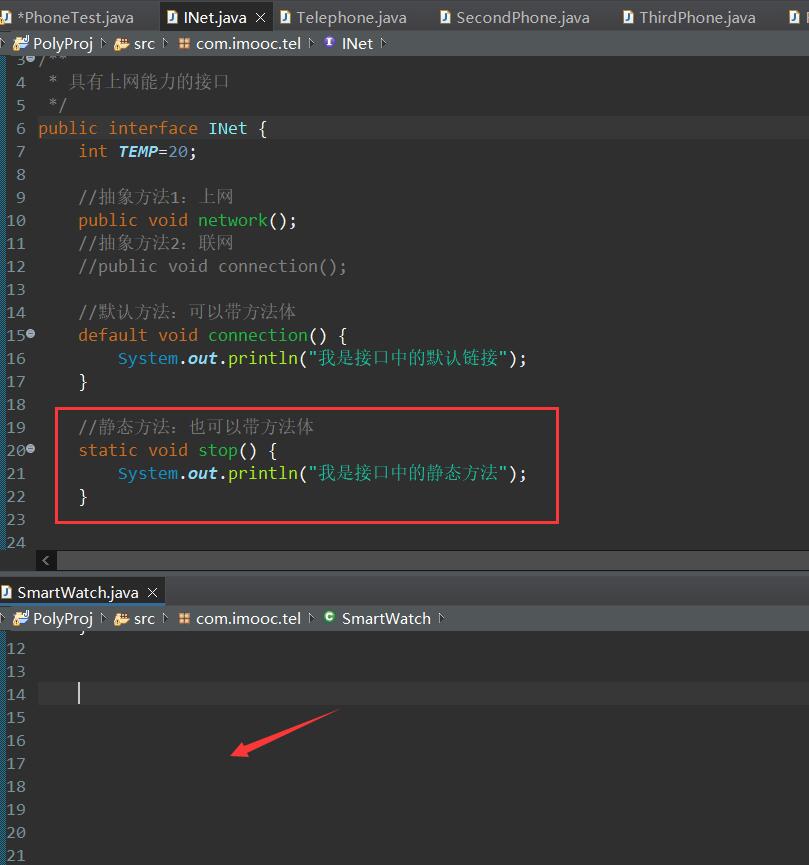 *PhoneTest.java INet.java Telephone.java SecondPhone.java ThirdPhone.java
PolyProj src com.imooc.tel INet
3 /**
4 * 具有上网能力的接口
5 */
6 public interface INet {
7 int TEMP=20;
8
9 //抽象方法1：上网
10 public void network();
11 //抽象方法2：联网
12 //public void connection();
13
14 //默认方法：可以带方法体
15 default void connection() {
16 System.out.println("我是接口中的默认链接");
17 }
18
19 //静态方法：也可以带方法体
20 static void stop() {
21 System.out.println("我是接口中的静态方法");
22 }
23
24
SmartWatch.java
PolyProj src com.imooc.tel SmartWatch
12
13
14
15
16
17
18
19
20
21